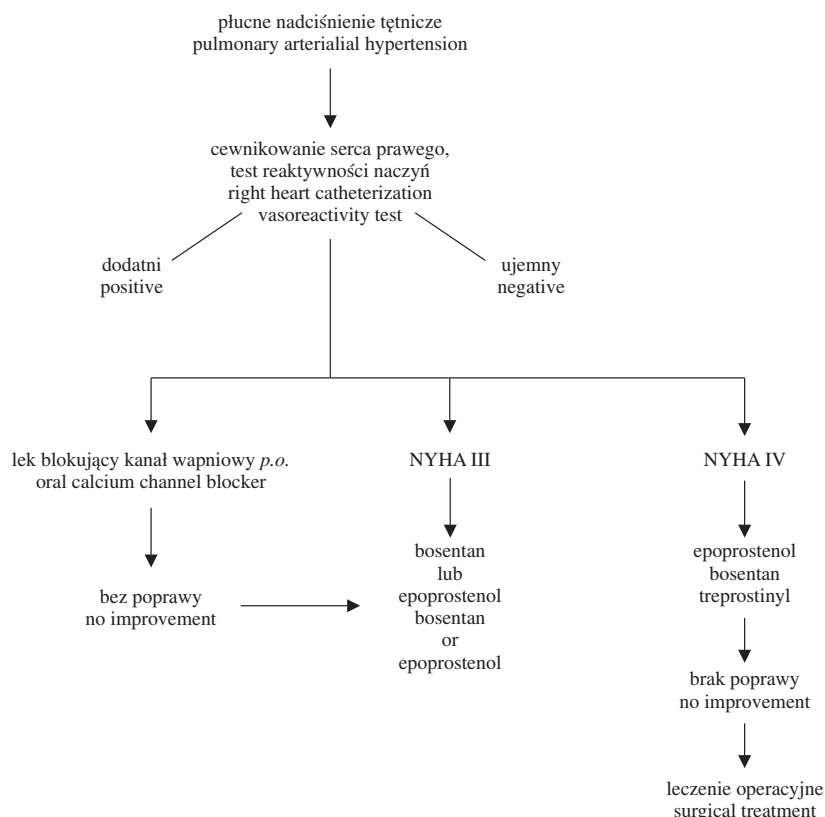 płucne nadciśnienie tętnicze
pulmonary arterialial hypertension
cewnikowanie serca prawego,
test reaktywności naczyń
right heart catheterization
vasoreactivity test
dodatni
positive
ujemny
negative
lek blokujący kanał wapniowy p.o.
oral calcium channel blocker
NYHA III
NYHA IV
bez poprawy
no improvement
bosentan
lub
epoprostenol
bosentan
or
epoprostenol
epoprostenol
bosentan
treprostinyl
brak poprawy
no improvement
leczenie operacyjne
surgical treatment